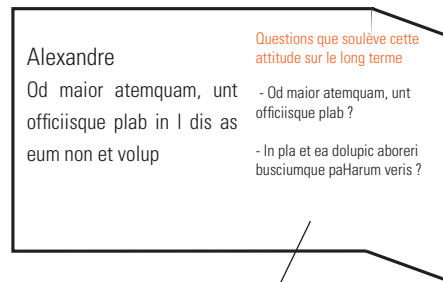 Alexandre
Od maior atemquam, unt
officiisque plab in l dis as
eum non et volup
Questions que soulève cette
attitude sur le long terme
- Od maior atemquam, unt
officiisque plab ?
- In pla et ea dolupic aboreri
busciumque paHarum veris ?